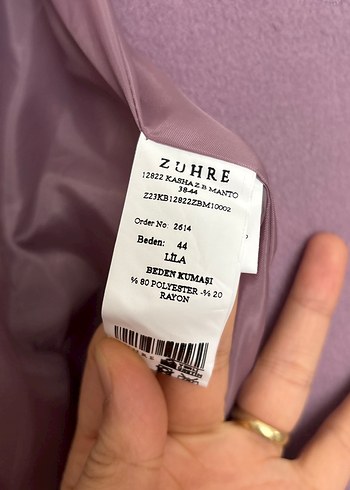 ZÜHRE
12822 KASHA Z B MANTO
38-44
Z23KB12822ZBM10002
Order No: 2614
Beden: 44
LİLA
BEDEN KUMAŞI
% 80 POLYESTER -% 20
RAYON